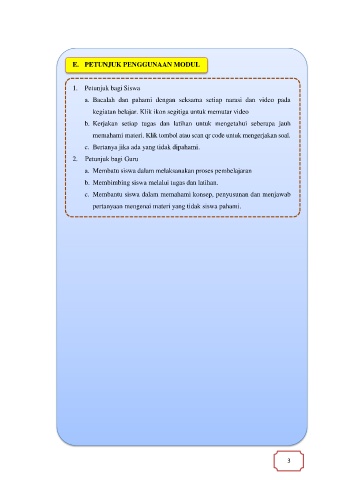 E. PETUNJUK PENGGUNAAN MODUL
1. Petunjuk bagi Siswa
a. Bacalah dan pahami dengan seksama setiap narasi dan video pada
kegiatan belajar. Klik ikon segitiga untuk memutar video
b. Kerjakan setiap tugas dan latihan untuk mengetahui seberapa jauh
memahami materi. Klik tombol atau scan qr code untuk mengerjakan soal.
c. Bertanya jika ada yang tidak dipahami.
2. Petunjuk bagi Guru
a. Membatu siswa dalam melaksanakan proses pembelajaran
b. Membimbing siswa melalui tugas dan latihan.
c. Membantu siswa dalam memahami konsep, penyusunan dan menjawab
pertanyaan mengenai materi yang tidak siswa pahami.
3